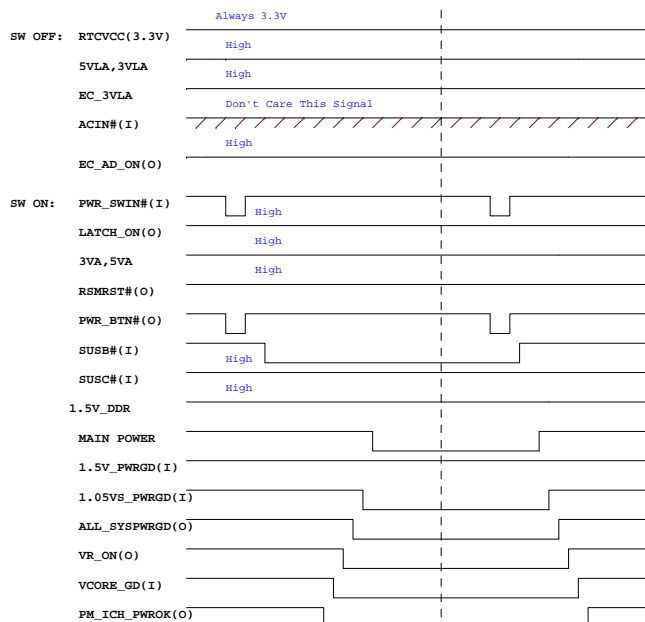 Always 3.3V
SW OFF: RTCVCC(3.3V)
High
5VLA,3VLA
High
EC_3VLA
Don't Care This Signal
ACIN#(I)
High
EC_AD_ON(O)
SW ON: PWR_SWIN#(I)
High
LATCH_ON(O)
High
3VA,5VA
High
RSMRST#(O)
PWR_BTN#(O)
SUSB#(I)
High
SUSC#(I)
High
1.5V_DDR
MAIN POWER
1.5V_PWRGD(I)
1.05VS_PWRGD(I)
ALL_SYSPWRGD(O)
VR_ON(O)
VCORE_GD(I)
PM_ICH_PWROK(O)